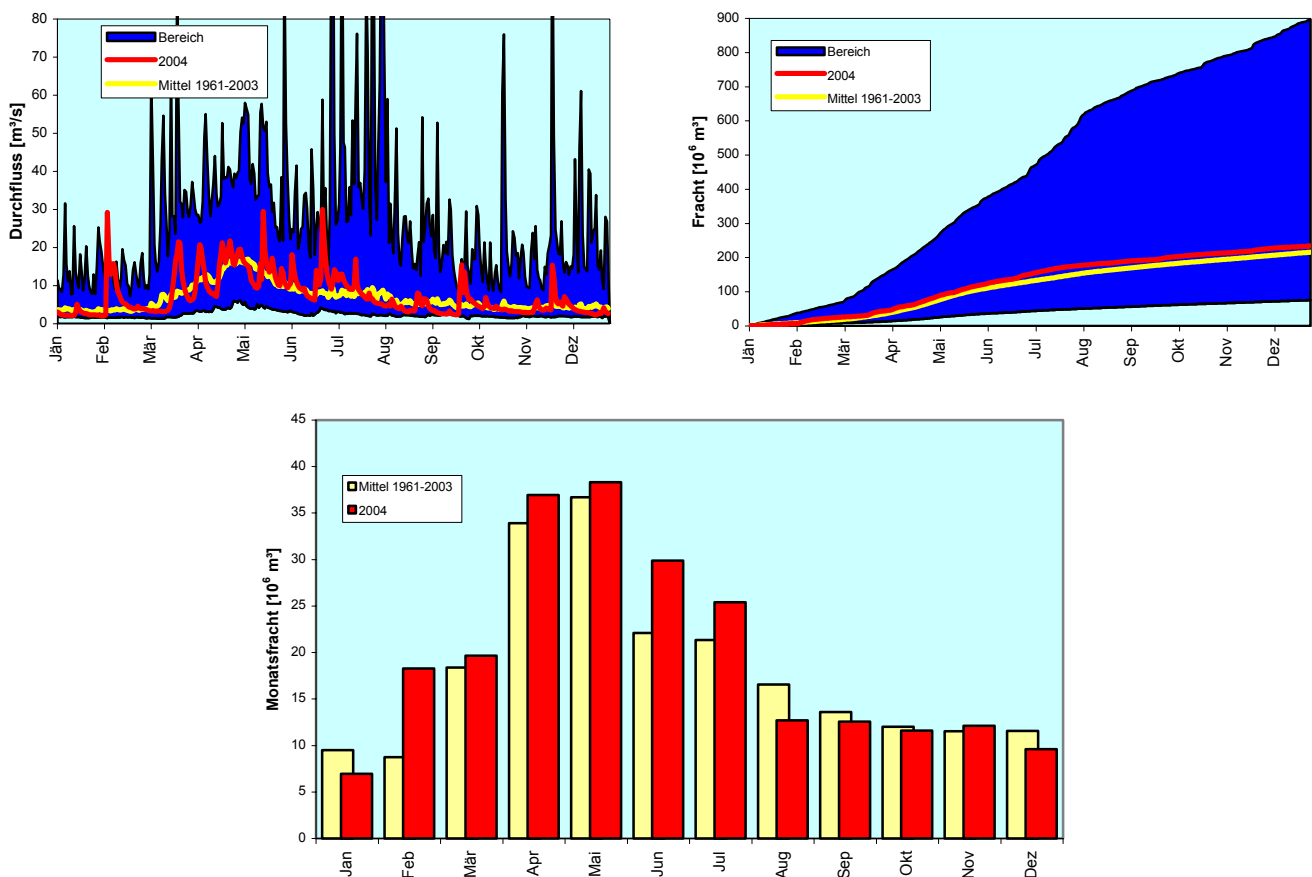 80
70
60
50
40
30
20
10
0
Durchfluss [m³/s]
Bereich
2004
Mittel 1961-2003
Jän
Feb
Mär
Apr
Mai
Jun
Jul
Aug
Sep
Okt
Nov
Dez
900
800
700
600
500
400
300
200
100
0
Fracht [10⁶ m³]
Bereich
2004
Mittel 1961-2003
Jän
Feb
Mär
Apr
Mai
Jun
Jul
Aug
Sep
Okt
Nov
Dez
45
40
35
30
25
20
15
10
5
0
Monatsfracht [10⁶ m³]
Mittel 1961-2003
2004
Jan
Feb
Mär
Apr
Mai
Jun
Jul
Aug
Sep
Okt
Nov
Dez